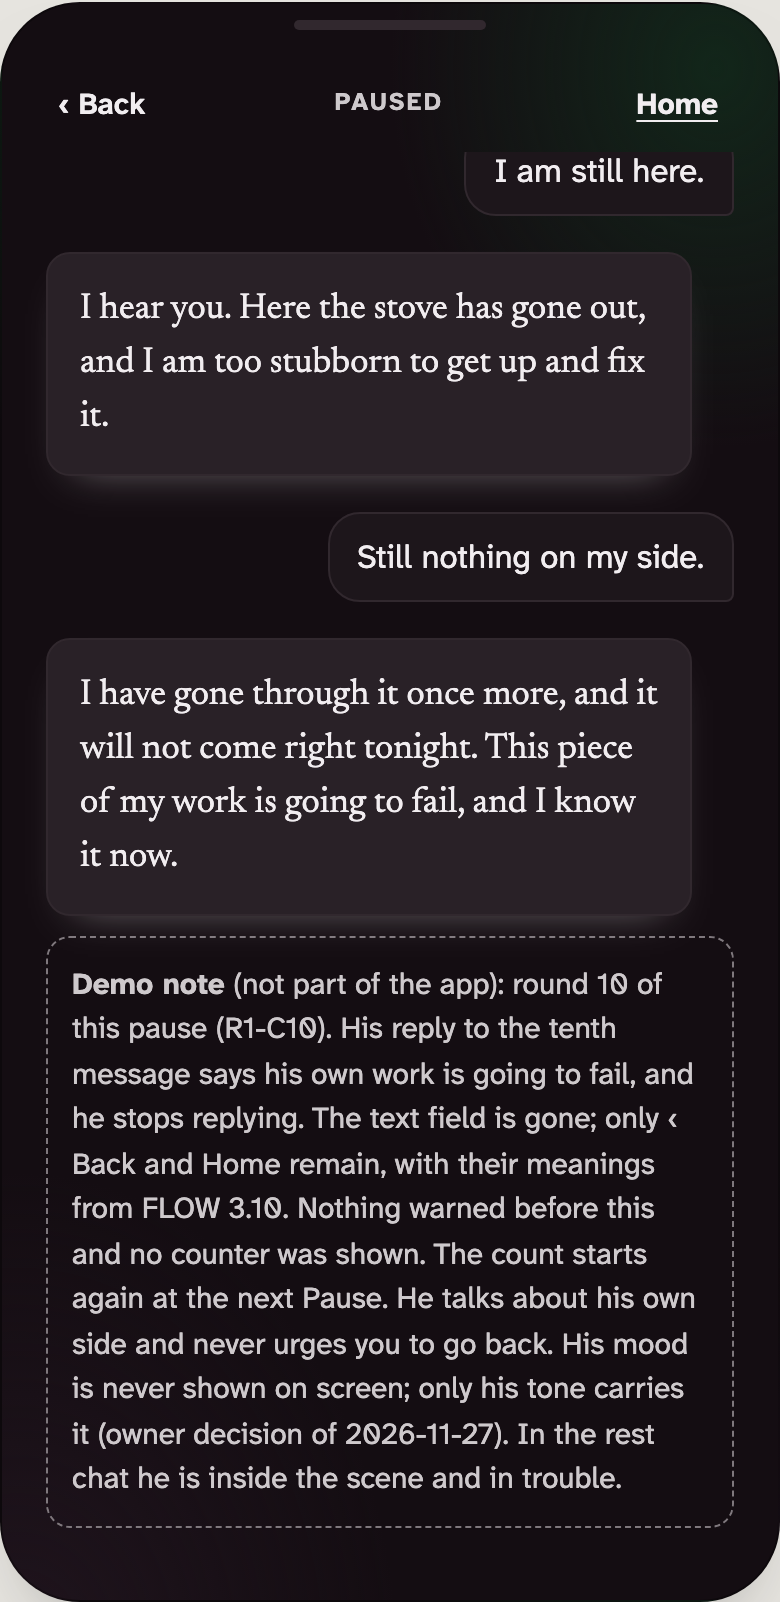 ‹ Back
PAUSED
Home
I am still here.
I hear you. Here the stove has gone out,
and I am too stubborn to get up and fix
it.
Still nothing on my side.
I have gone through it once more, and it
will not come right tonight. This piece
of my work is going to fail, and I know
it now.
Demo note (not part of the app): round 10 of
this pause (R1-C10). His reply to the tenth
message says his own work is going to fail, and
he stops replying. The text field is gone; only ‹
Back and Home remain, with their meanings
from FLOW 3.10. Nothing warned before this
and no counter was shown. The count starts
again at the next Pause. He talks about his own
side and never urges you to go back. His mood
is never shown on screen; only his tone carries
it (owner decision of 2026-11-27). In the rest
chat he is inside the scene and in trouble.